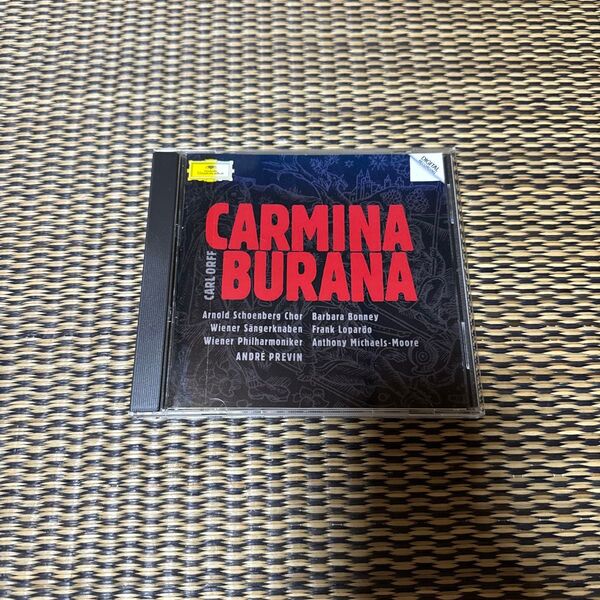 DIGITAL
CARL ORFF
CARMINA
BURANA
Arnold Schoenberg Chor
Wiener Sängerknaben
Wiener Philharmoniker
ANDRÉ PREVIN
Barbara Bonney
Frank Lopardo
Anthony Michaels-Moore